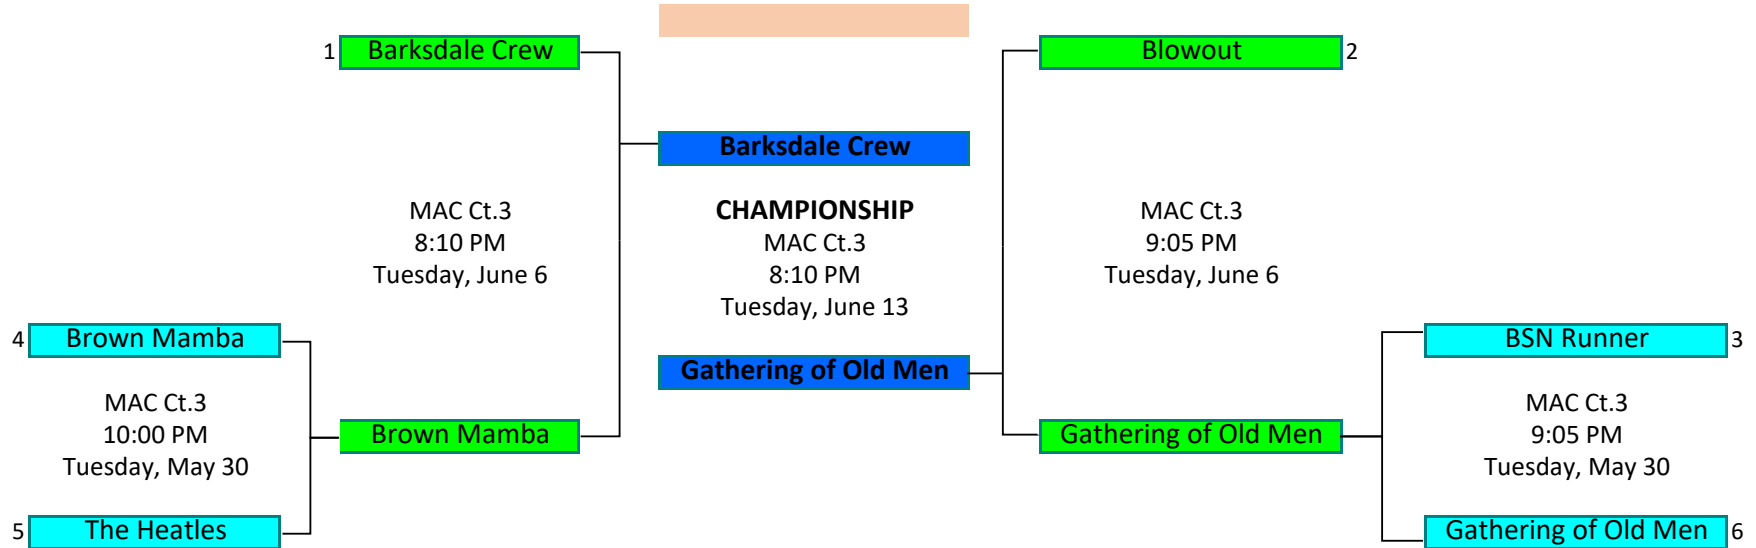 1 Barksdale Crew
Blowout 2
Barksdale Crew
MAC Ct.3
8:10 PM
Tuesday, June 6
CHAMPIONSHIP
MAC Ct.3
8:10 PM
Tuesday, June 13
MAC Ct.3
9:05 PM
Tuesday, June 6
4 Brown Mamba
BSN Runner 3
Gathering of Old Men
MAC Ct.3
10:00 PM
Tuesday, May 30
Brown Mamba
Gathering of Old Men
MAC Ct.3
9:05 PM
Tuesday, May 30
5 The Heatles
Gathering of Old Men 6